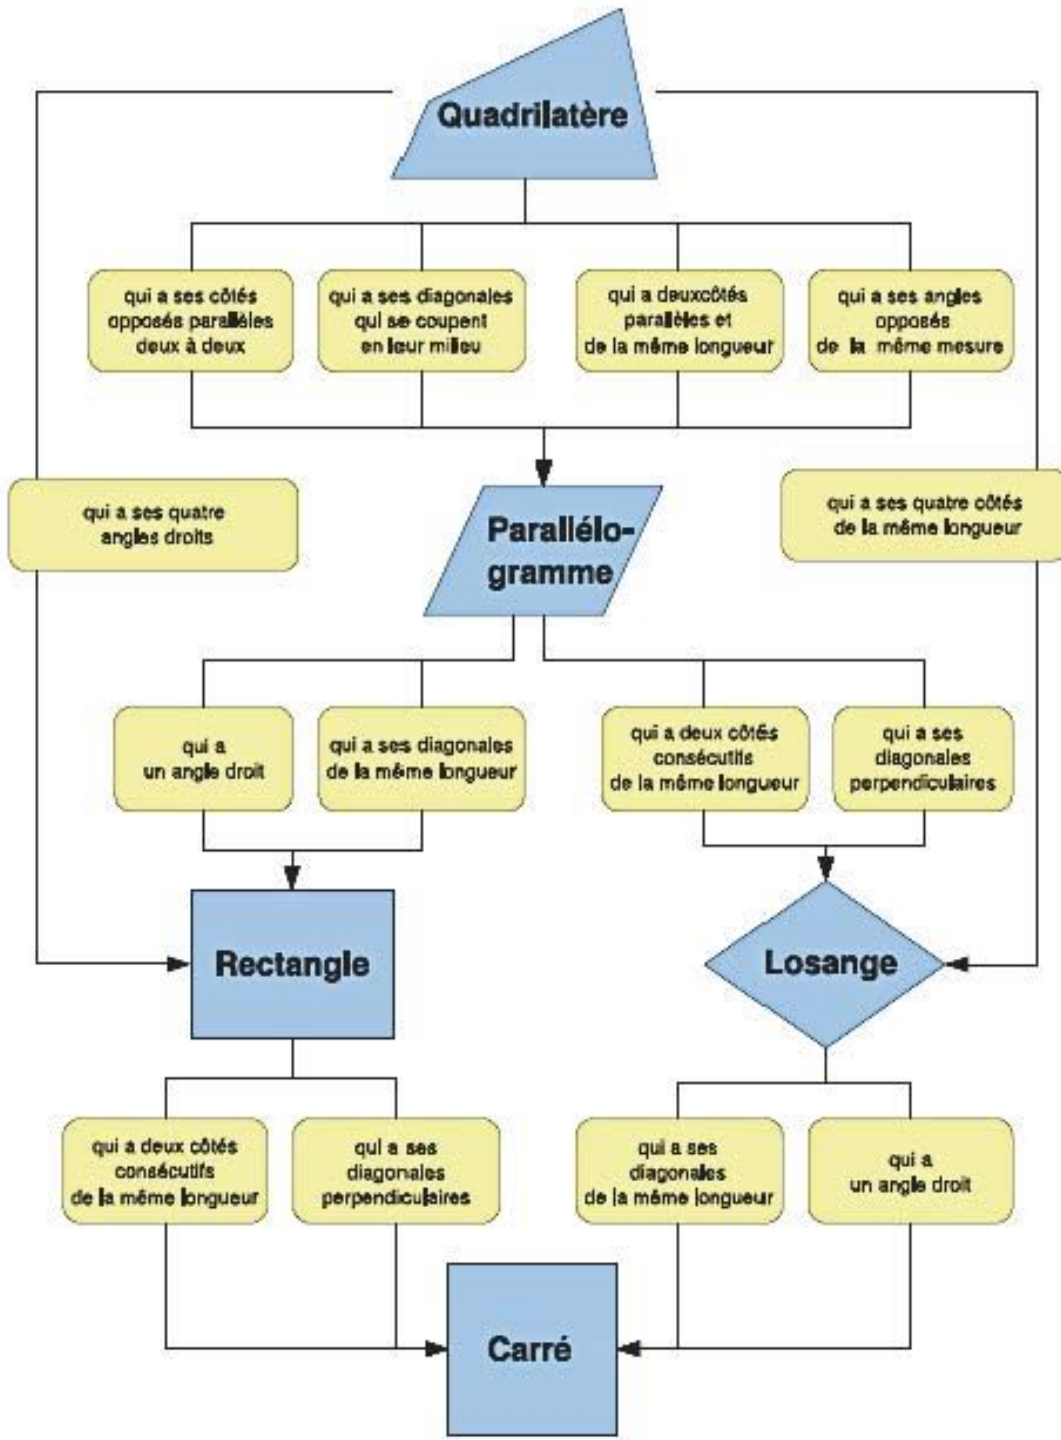 Quadrilatère
qui a ses côtés
opposés parallèles
deux à deux
qui a ses diagonales
qui se coupent
en leur milieu
qui a deuxcôtés
parallèles et
de la même longueur
qui a ses angles
opposés
de la même mesure
qui a ses quatre
angles droits
Parallélo-
gramme
qui a ses quatre côtés
de la même longueur
qui a
un angle droit
qui a ses diagonales
de la même longueur
qui a deux côtés
consécutifs
de la même longueur
qui a ses
diagonales
perpendiculaires
Rectangle
Losange
qui a deux côtés
consécutifs
de la même longueur
qui a ses
diagonales
perpendiculaires
qui a ses
diagonales
de la même longueur
qui a
un angle droit
Carré